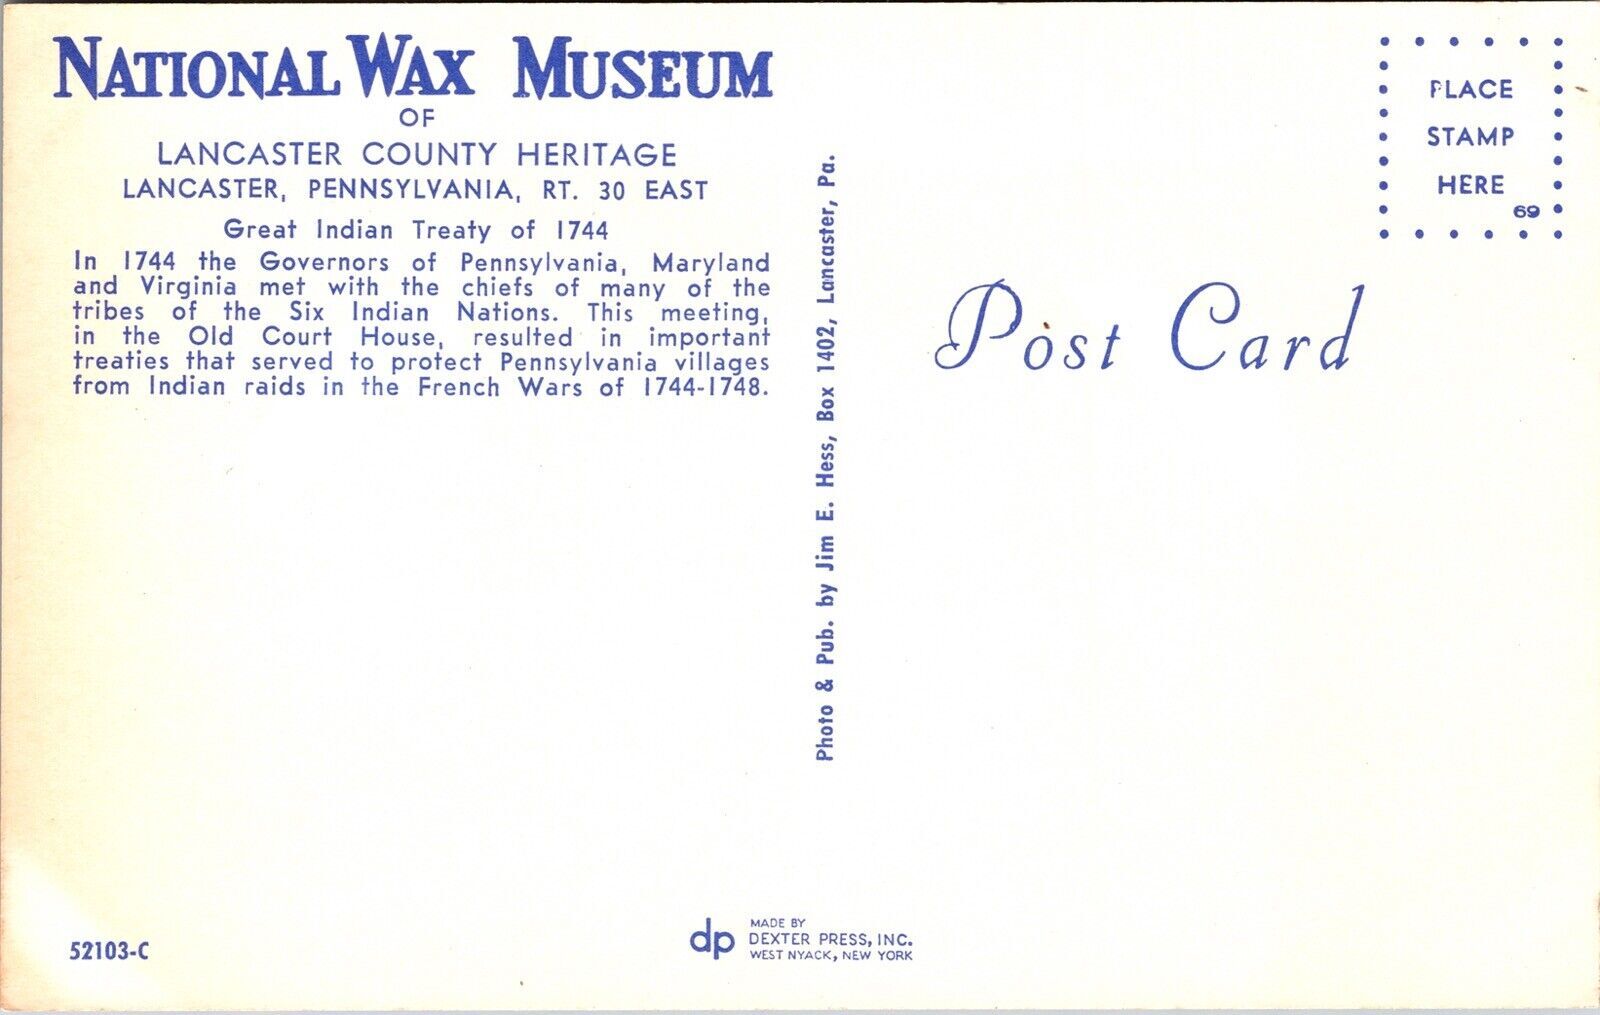 NATIONAL WAX MUSEUM
OF
LANCASTER COUNTY HERITAGE
LANCASTER, PENNSYLVANIA, RT. 30 EAST
Great Indian Treaty of 1744
In 1744 the Governors of Pennsylvania, Maryland
and Virginia met with the chiefs of many of the
tribes of the Six Indian Nations. This meeting,
in the Old Court House, resulted in important
treaties that served to protect Pennsylvania villages
from Indian raids in the French Wars of 1744-1748.
52103-C
Photo & Pub. by Jim E. Hess, Box 1402, Lancaster, Pa.
dp
MADE BY
DEXTER PRESS, INC.
WEST NYACK, NEW YORK
PLACE
STAMP
HERE
69
Post Card